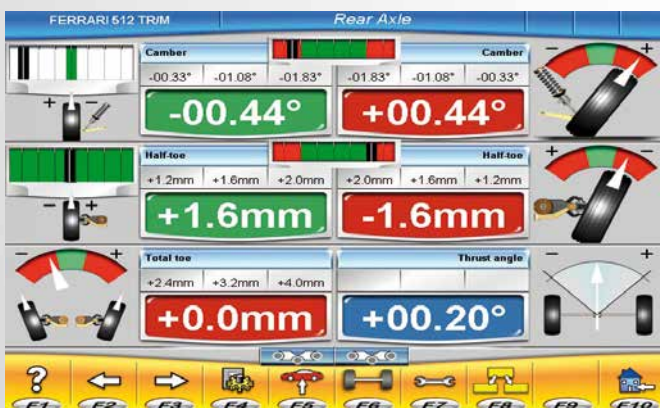 FERRARI 512 TR/M
Rear Axle
Camber
Camber
-00.33° -01.08° -01.83° -01.83° -01.08° -00.33°
-00.44° +00.44°
Half-toe
Half-toe
+1.2mm +1.6mm +2.0mm +2.0mm +1.6mm +1.2mm
+1.6mm -1.6mm
Total toe
Thrust angle
+2.4mm +3.2mm +4.0mm
+0.0mm +00.20°
F1 F2 F3 F4 F5 F6 F7 F8 F9 F10